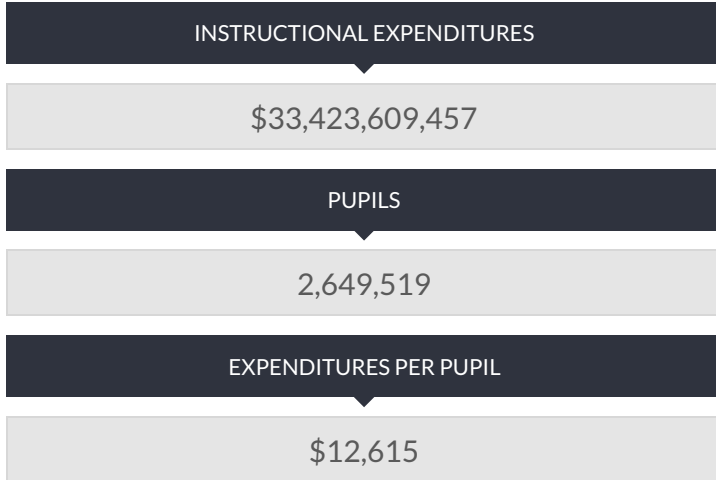 INSTRUCTIONAL EXPENDITURES
$33,423,609,457
PUPILS
2,649,519
EXPENDITURES PER PUPIL
$12,615